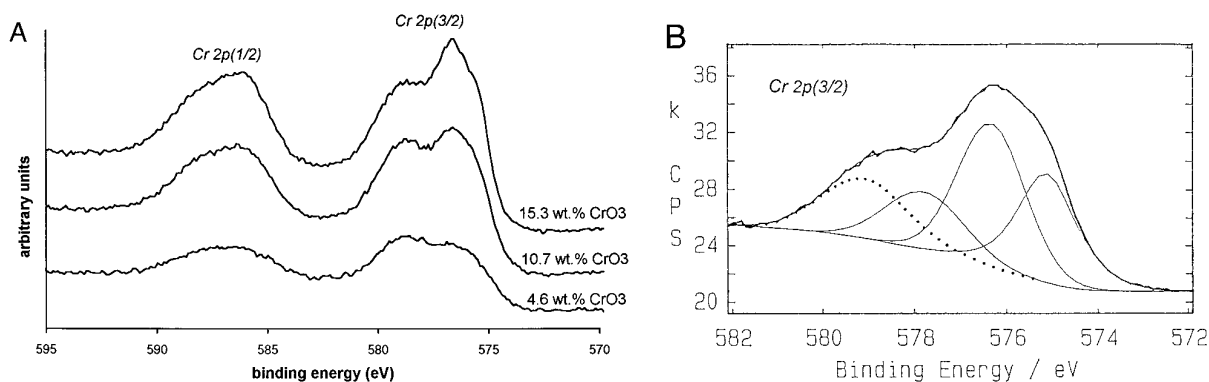 A
Cr 2p(1/2)
Cr 2p(3/2)
arbitrary units
15.3 wt.% CrO3
10.7 wt.% CrO3
4.6 wt.% CrO3
595 590 585 580 575 570
binding energy (eV)
B
Cr 2p(3/2)
k C P S
36
32
28
24
20
582 580 578 576 574 572
Binding Energy / eV